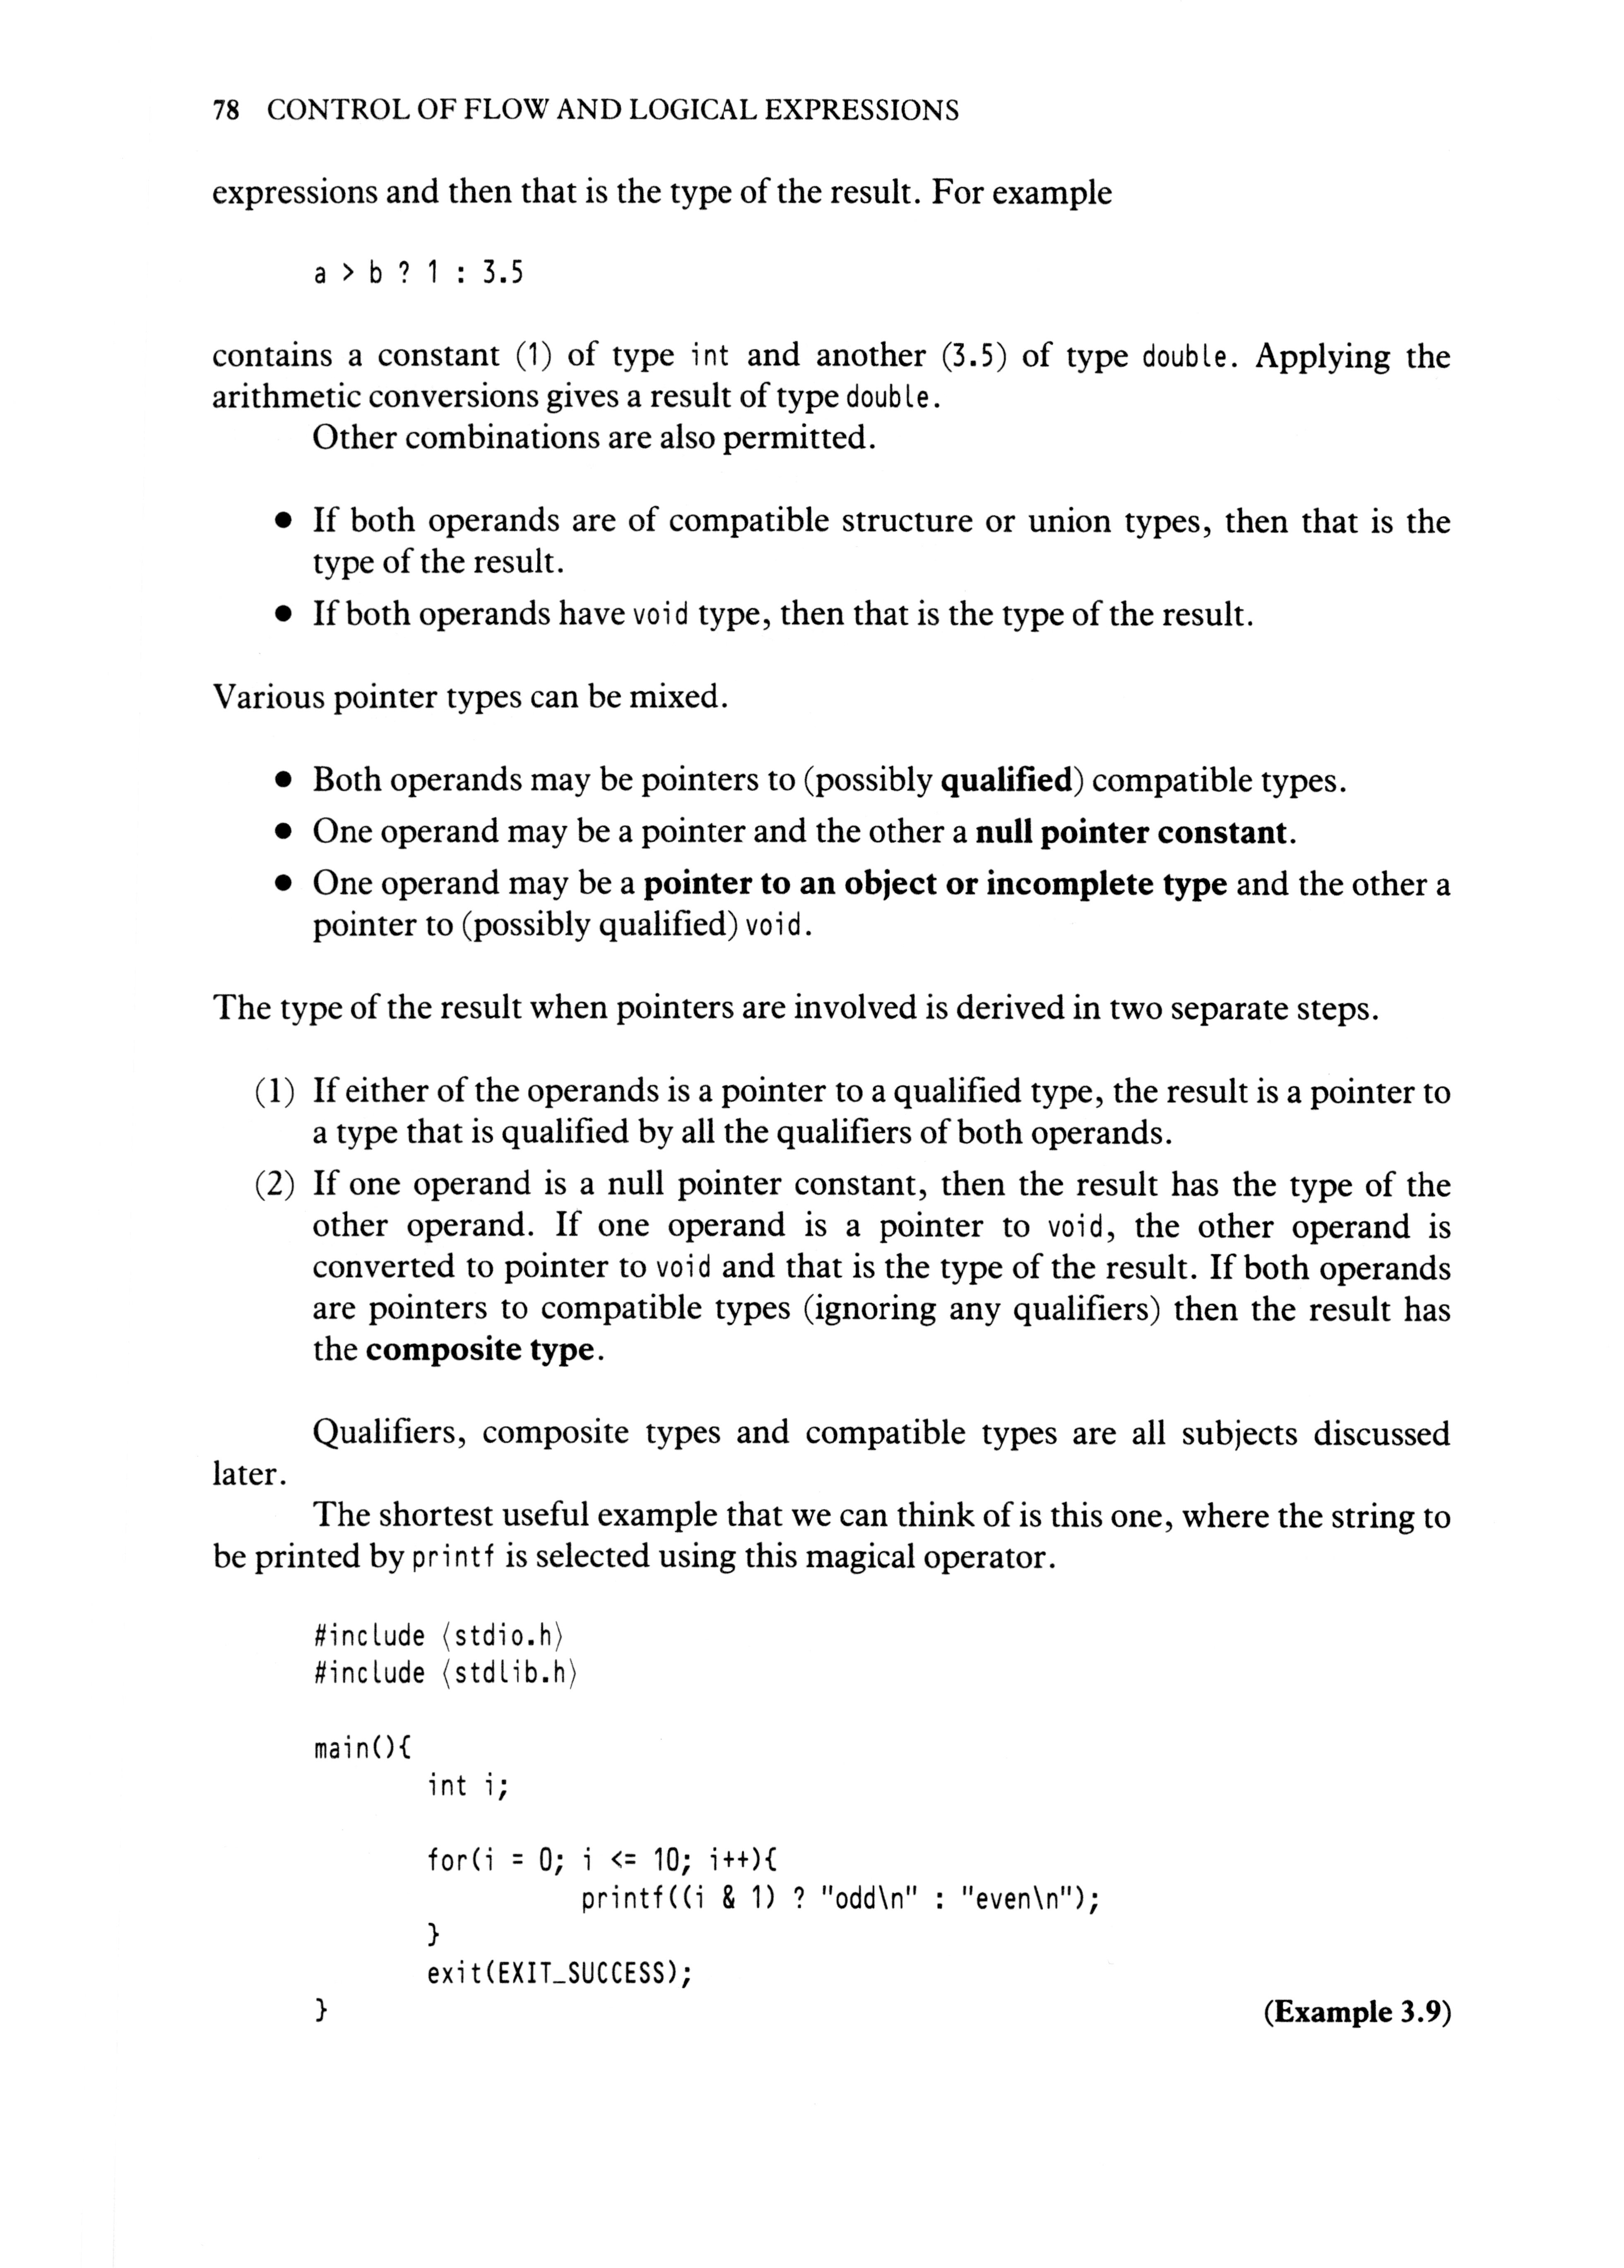 78 CONTROL OF FLOW AND LOGICAL EXPRESSIONS
expressions and then that is the type of the result. For example
a > b ? 1 : 3.5
contains a constant (1) of type int and another (3.5) of type double. Applying the
arithmetic conversions gives a result of type double.
Other combinations are also permitted.
● If both operands are of compatible structure or union types, then that is the
type of the result.
● If both operands have void type, then that is the type of the result.
Various pointer types can be mixed.
● Both operands may be pointers to (possibly qualified) compatible types.
● One operand may be a pointer and the other a null pointer constant.
● One operand may be a pointer to an object or incomplete type and the other a
pointer to (possibly qualified) void.
The type of the result when pointers are involved is derived in two separate steps.
(1) If either of the operands is a pointer to a qualified type, the result is a pointer to
a type that is qualified by all the qualifiers of both operands.
(2) If one operand is a null pointer constant, then the result has the type of the
other operand. If one operand is a pointer to void, the other operand is
converted to pointer to void and that is the type of the result. If both operands
are pointers to compatible types (ignoring any qualifiers) then the result has
the composite type.
Qualifiers, composite types and compatible types are all subjects discussed
later.
The shortest useful example that we can think of is this one, where the string to
be printed by printf is selected using this magical operator.
#include ⟨stdio.h⟩
#include ⟨stdlib.h⟩
main(){
int i;
for(i = 0; i <= 10; i++){
printf((i & 1) ? "odd\n" : "even\n");
}
exit(EXIT_SUCCESS);
}
(Example 3.9)